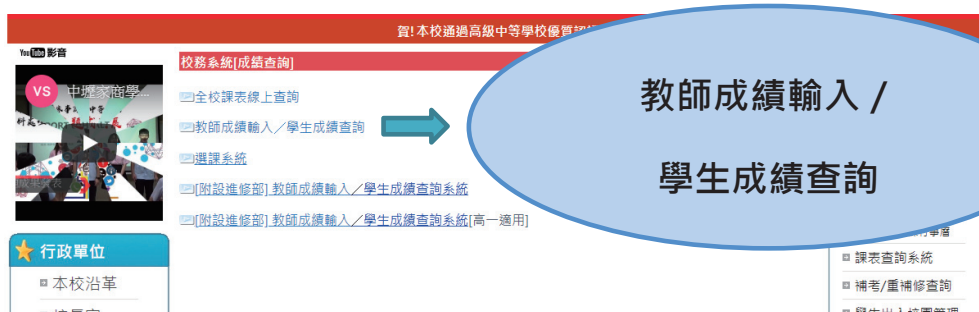 賀!本校通過高級中等學校優質
YouTube 影音
VS 中壢家商學...
校務系統[成績查詢]
全校課表線上查詢
教師成績輸入／學生成績查詢
選課系統
[附設進修部] 教師成績輸入／學生成績查詢系統
[附設進修部] 教師成績輸入／學生成績查詢系統[高一適用]
教師成績輸入 /
學生成績查詢
行政單位
本校沿革
課表查詢系統
補考/重補修查詢